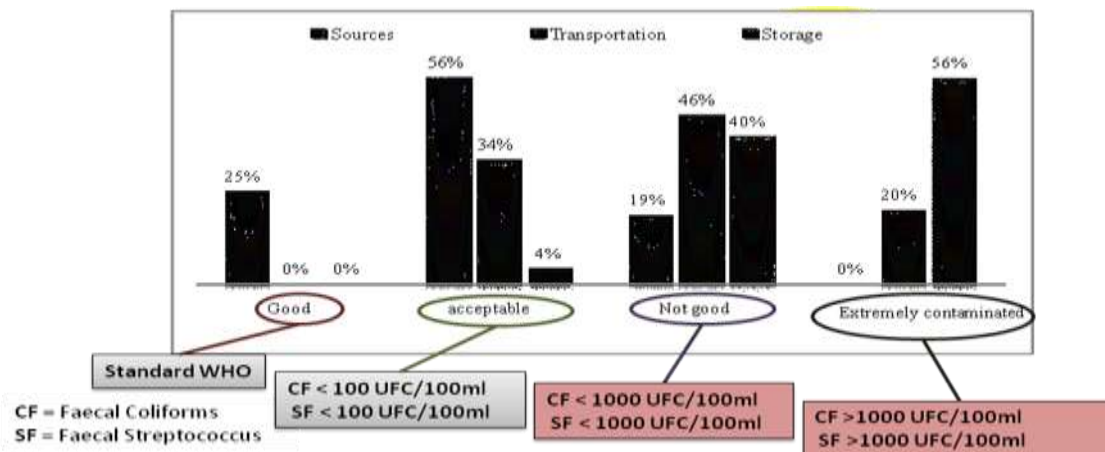 Sources Transportation Storage
56% 56%
46%
40%
34%
25%
19% 20%
4%
0% 0% 0%
Good acceptable Not good Extremely contaminated
Standard WHO
CF < 100 UFC/100ml
SF < 100 UFC/100ml
CF < 1000 UFC/100ml
SF < 1000 UFC/100ml
CF >1000 UFC/100ml
SF >1000 UFC/100ml
CF = Faecal Coliforms
SF = Faecal Streptococcus